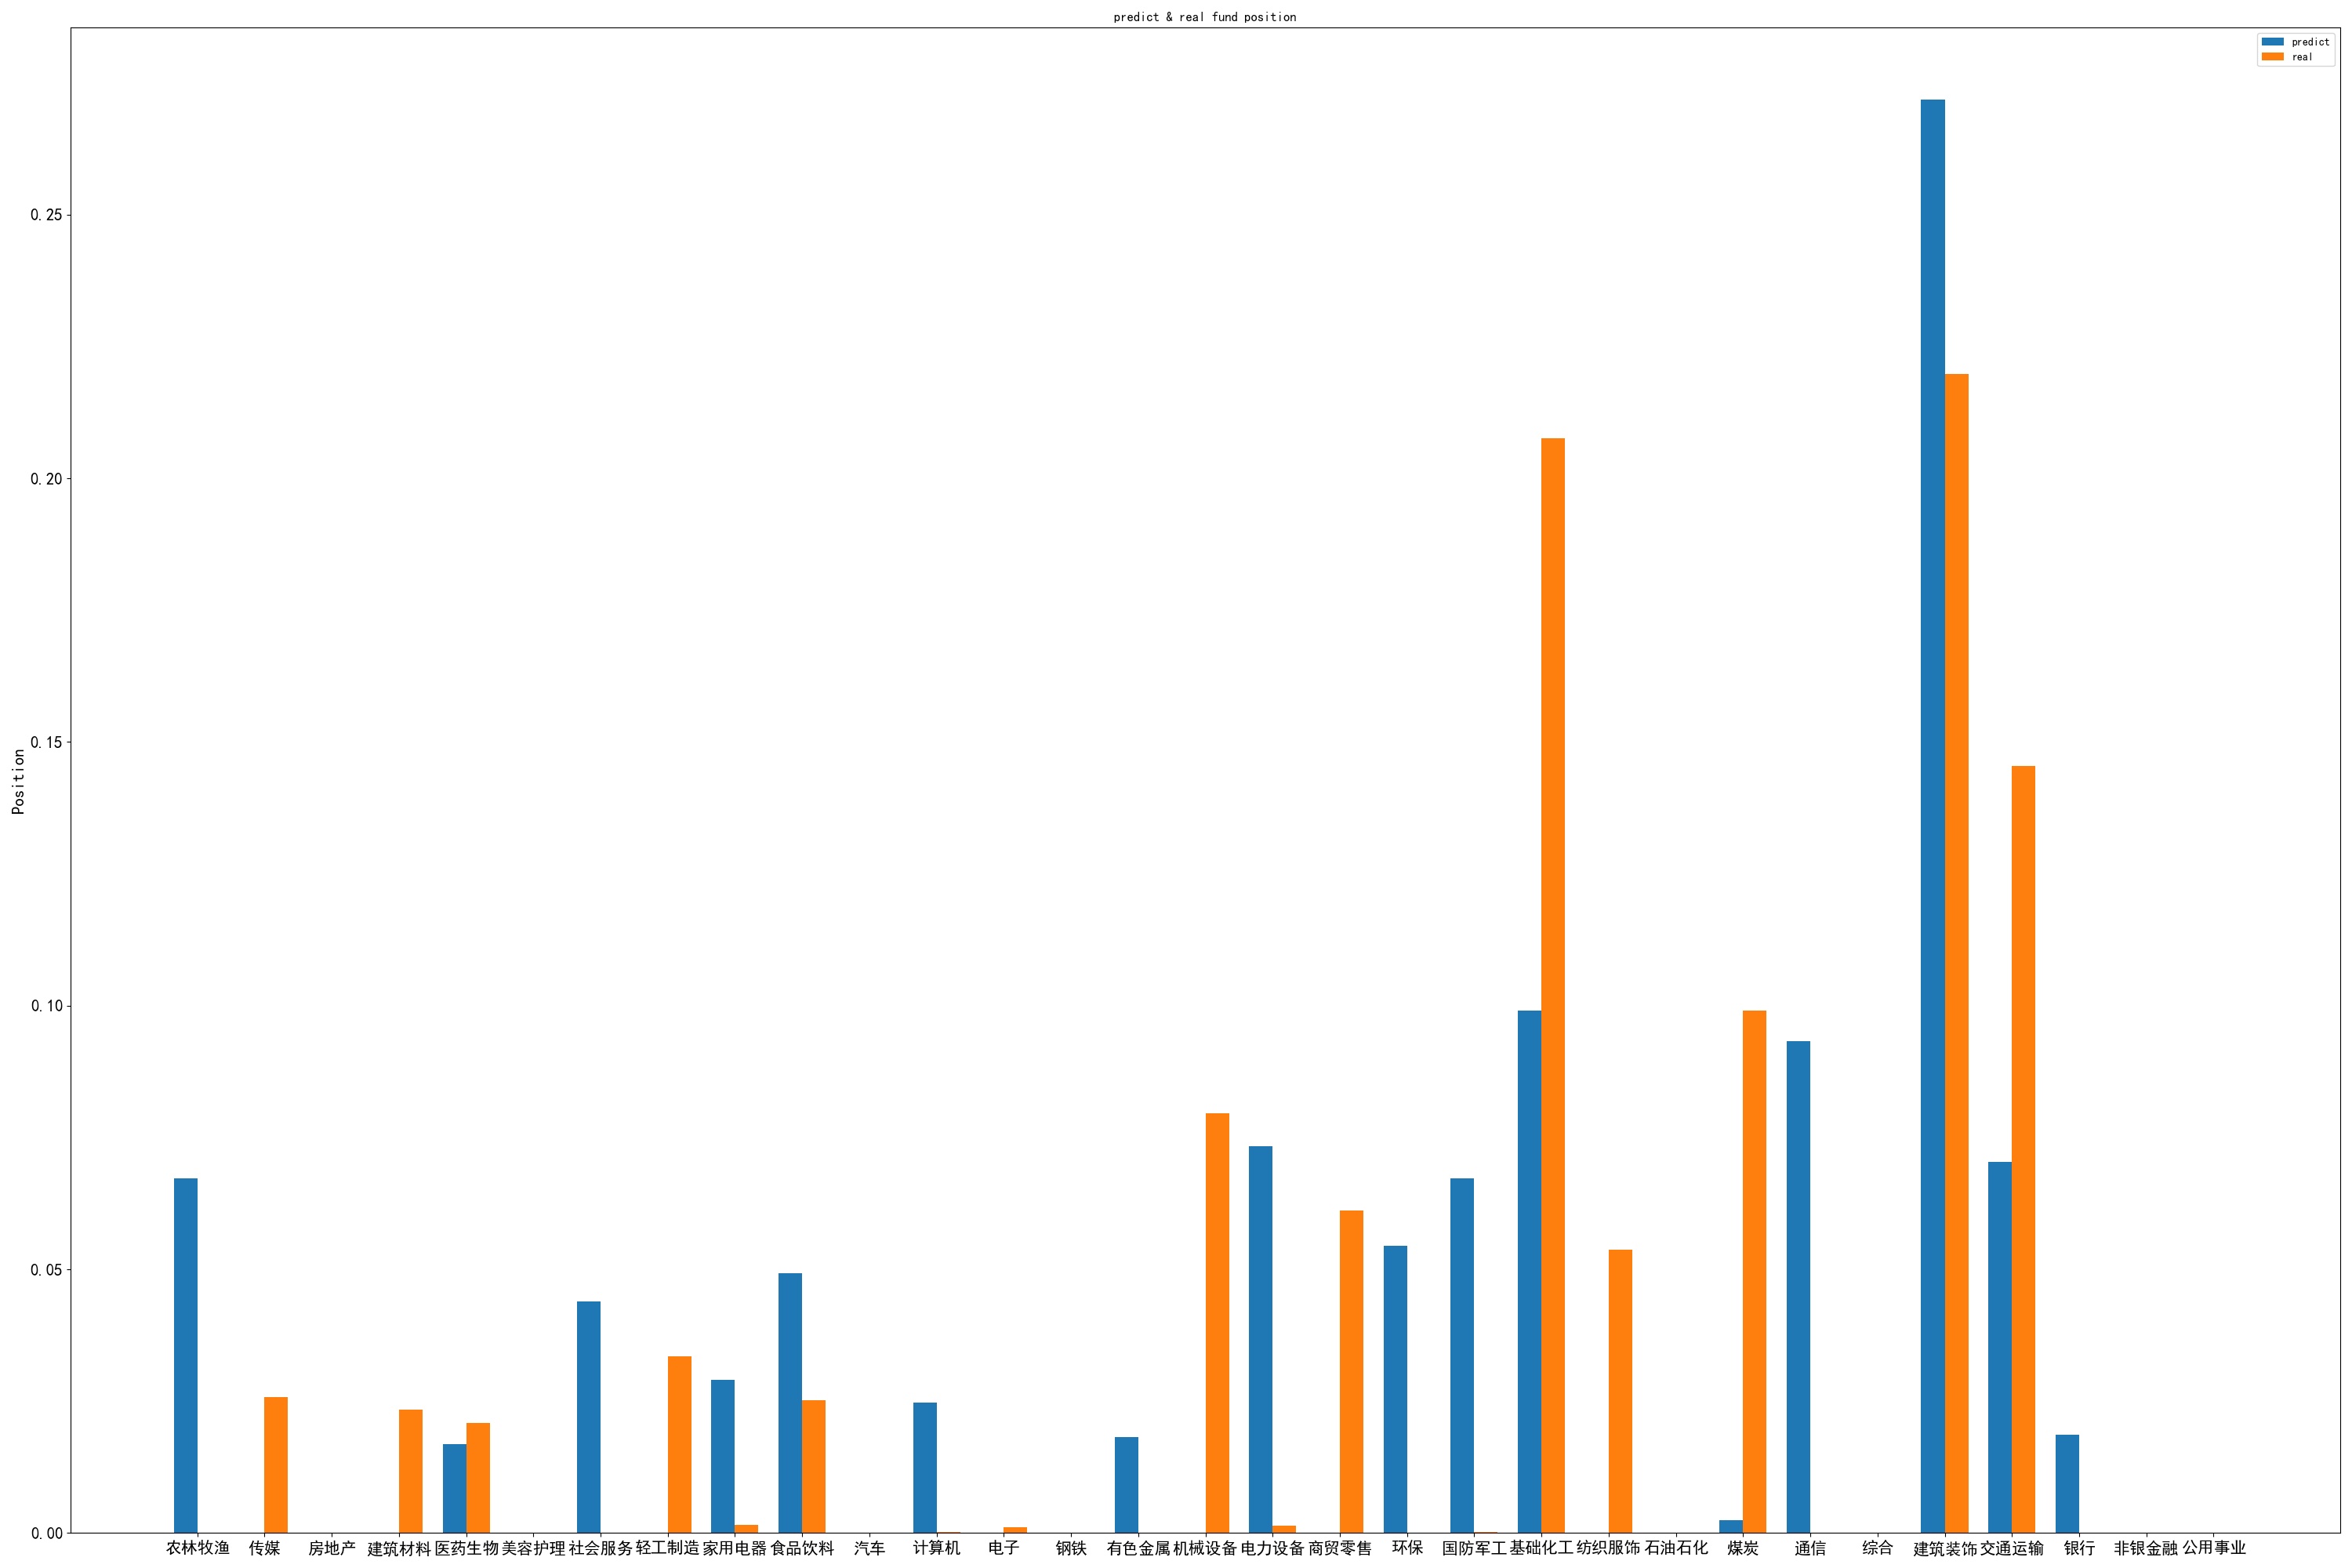 predict & real fund position
predict
real
0.25
0.20
0.15
0.10
0.05
0.00
Position
农林牧渔 传媒 房地产 建筑材料 医药生物 美容护理 社会服务 轻工制造 家用电器 食品饮料 汽车 计算机 电子 钢铁 有色金属 机械设备 电力设备 商贸零售 环保 国防军工 基础化工 纺织服饰 石油石化 煤炭 通信 综合 建筑装饰 交通运输 银行 非银金融 公用事业